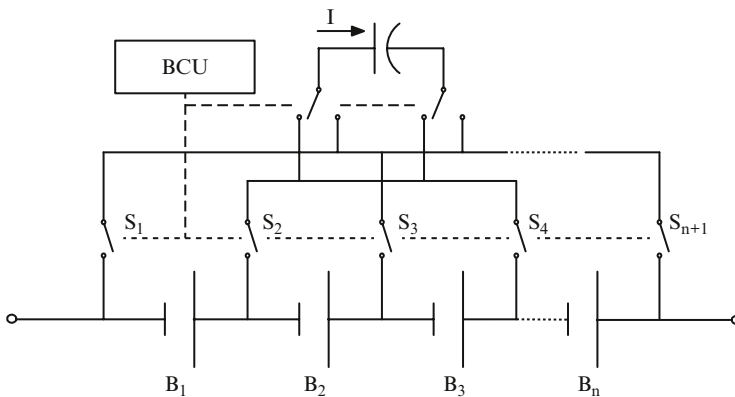 I
BCU
S₁ S₂ S₃ S₄ Sₙ₊₁
B₁ B₂ B₃ Bₙ